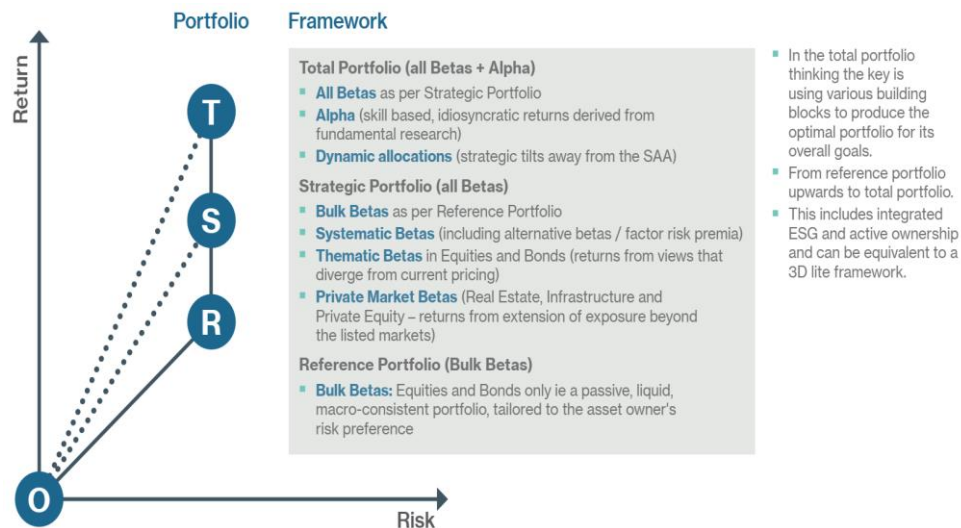 Portfolio
Framework
Return
T
S
R
O
Risk
Total Portfolio (all Betas + Alpha)
All Betas as per Strategic Portfolio
Alpha (skill based, idiosyncratic returns derived from
fundamental research)
Dynamic allocations (strategic tilts away from the SAA)
Strategic Portfolio (all Betas)
Bulk Betas as per Reference Portfolio
Systematic Betas (including alternative betas / factor risk premia)
Thematic Betas in Equities and Bonds (returns from views that
diverge from current pricing)
Private Market Betas (Real Estate, Infrastructure and
Private Equity – returns from extension of exposure beyond
the listed markets)
Reference Portfolio (Bulk Betas)
Bulk Betas: Equities and Bonds only ie a passive, liquid,
macro-consistent portfolio, tailored to the asset owner's
risk preference
In the total portfolio
thinking the key is
using various building
blocks to produce the
optimal portfolio for its
overall goals.
From reference portfolio
upwards to total portfolio.
This includes integrated
ESG and active ownership
and can be equivalent to a
3D lite framework.